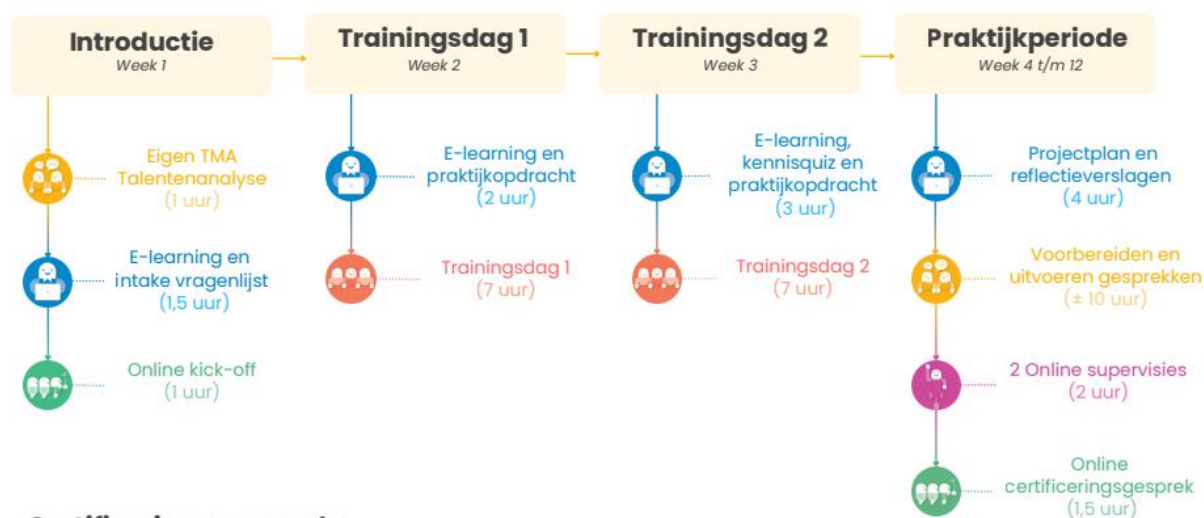 Introductie
Week 1
Eigen TMA
Talentenanalyse
(1 uur)
E-learning en
intake vragenlijst
(1,5 uur)
Online kick-off
(1 uur)
Trainingsdag 1
Week 2
E-learning en
praktijkopdracht
(2 uur)
Trainingsdag 1
(7 uur)
Trainingsdag 2
Week 3
E-learning,
kennisquiz en
praktijkopdracht
(3 uur)
Trainingsdag 2
(7 uur)
Praktijkperiode
Week 4 t/m 12
Projectplan en
reflectieverslagen
(4 uur)
Voorbereiden en
uitvoeren gesprekken
(± 10 uur)
2 Online supervisies
(2 uur)
Online
certificeringsgesprek
(1,5 uur)